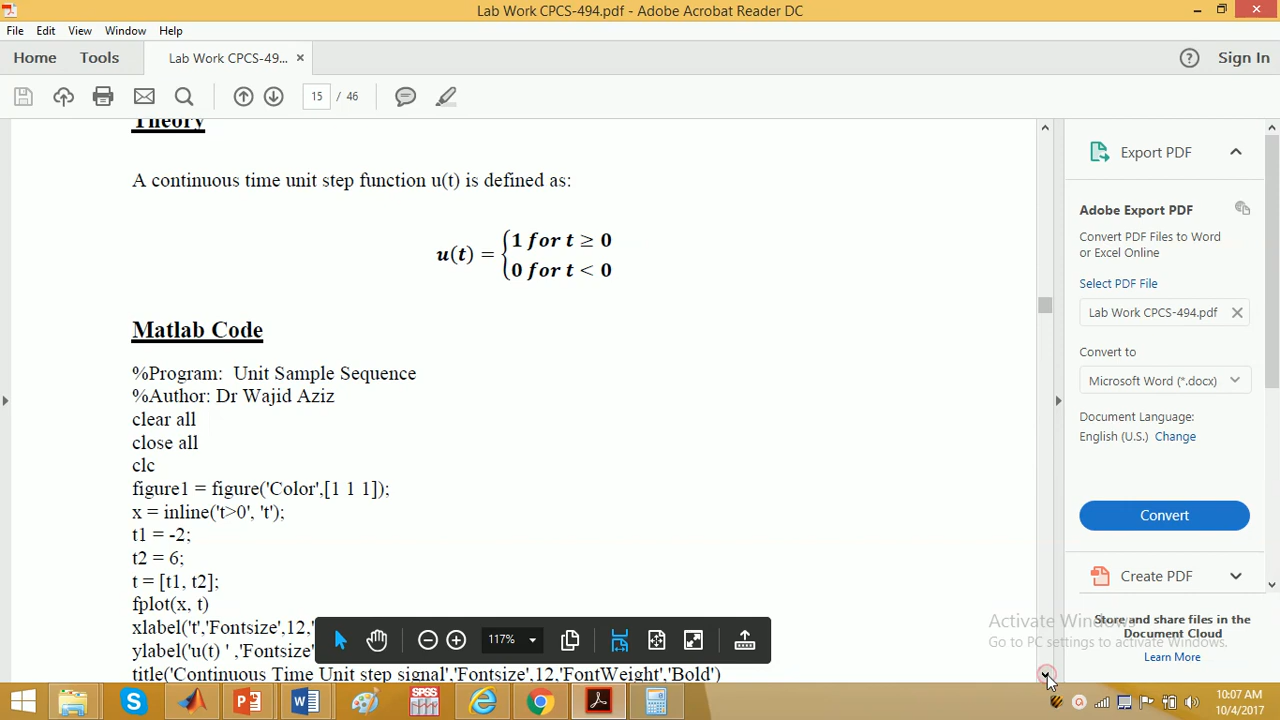 Lab Work CPCS-494.pdf - Adobe Acrobat Reader DC
File Edit View Window Help
Home Tools Lab Work CPCS-49... × Sign In
15 / 46
Theory
A continuous time unit step function u(t) is defined as:
u(t) = {1 for t ≥ 0
0 for t < 0
Matlab Code
%Program: Unit Sample Sequence
%Author: Dr Wajid Aziz
clear all
close all
clc
figure1 = figure('Color',[1 1 1]);
x = inline('t>0', 't');
t1 = -2;
t2 = 6;
t = [t1, t2];
fplot(x, t)
xlabel('t','Fontsize',12,'
ylabel('u(t) ' ,'Fontsize'
title('Continuous Time Unit step signal','Fontsize',12,'FontWeight','Bold')
117%
Export PDF
Adobe Export PDF
Convert PDF Files to Word
or Excel Online
Select PDF File
Lab Work CPCS-494.pdf
Convert to
Microsoft Word (*.docx)
Document Language:
English (U.S.) Change
Convert
Create PDF
Store and share files in the
Document Cloud
Learn More
Activate Windows
Go to PC settings to activate Windows.
SPSS
10:07 AM
10/4/2017